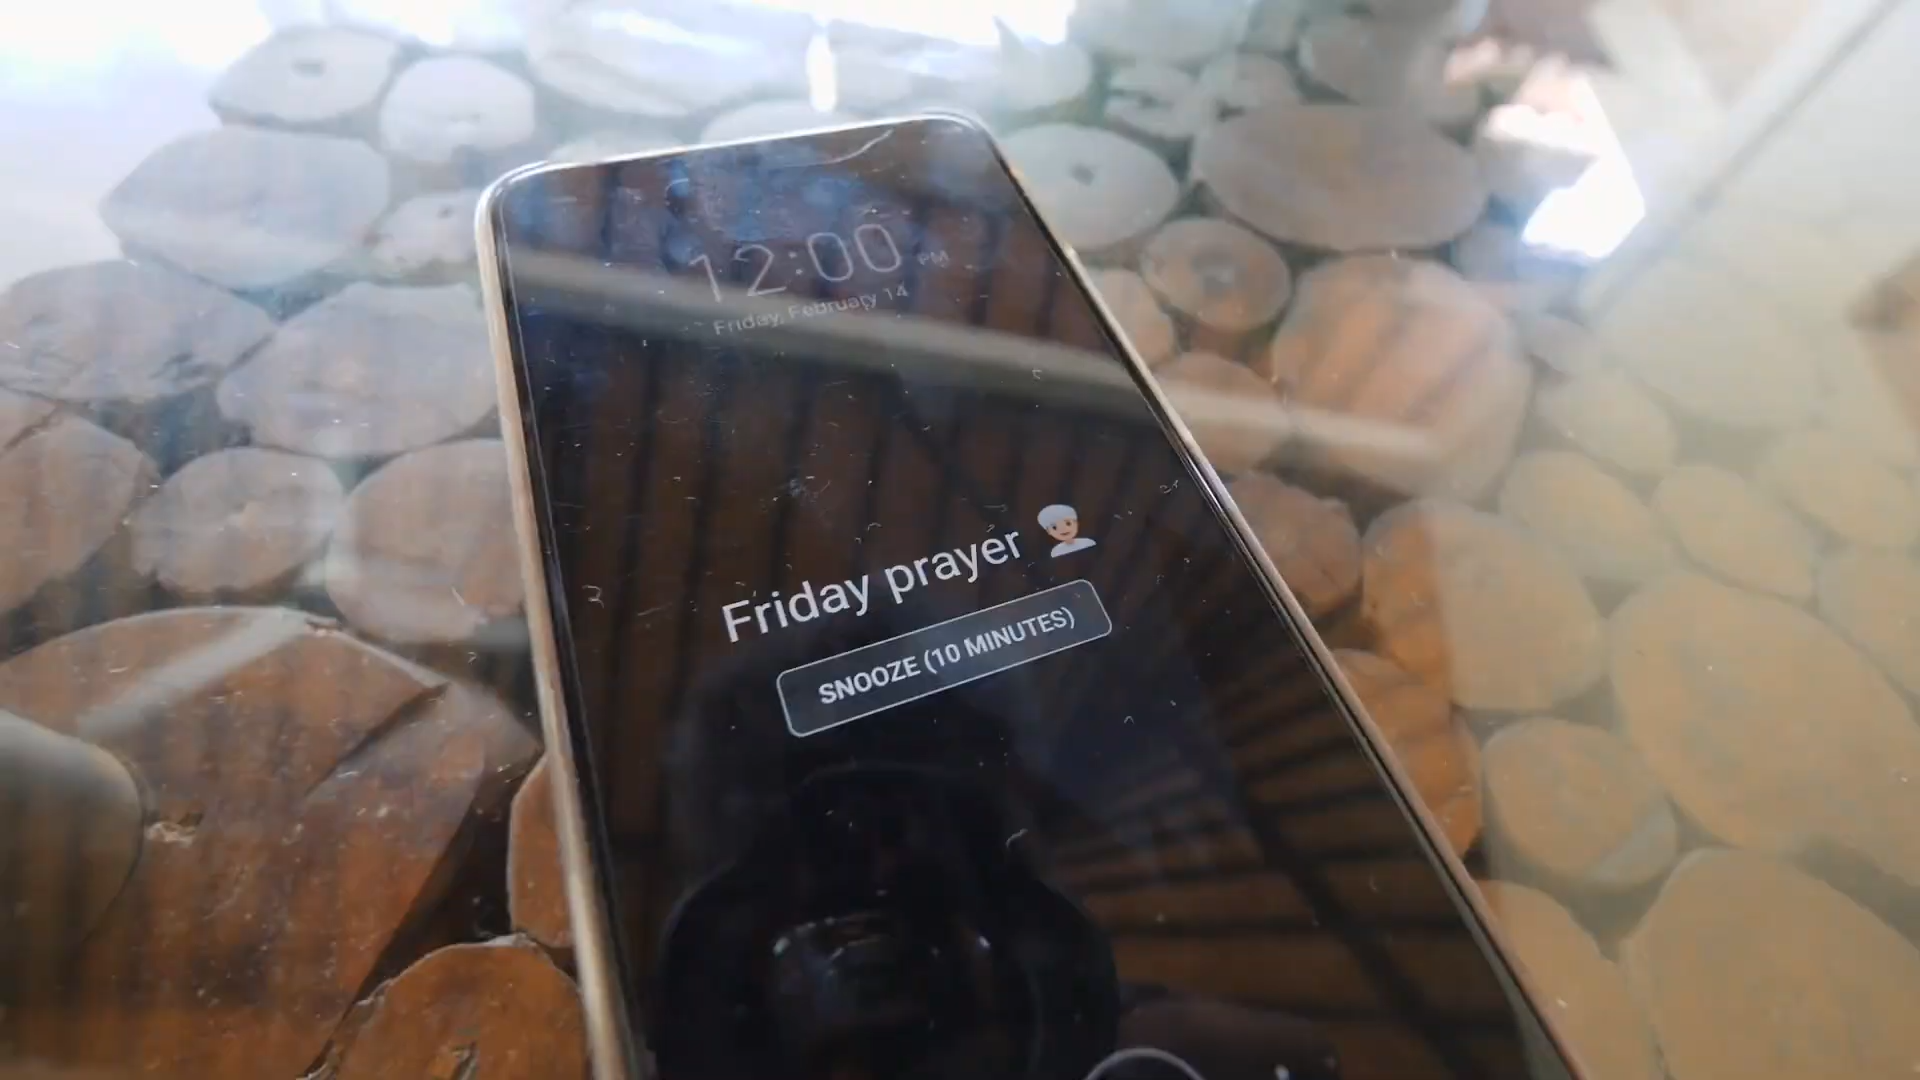 12:00 PM
Friday, February 14
Friday prayer
SNOOZE (10 MINUTES)